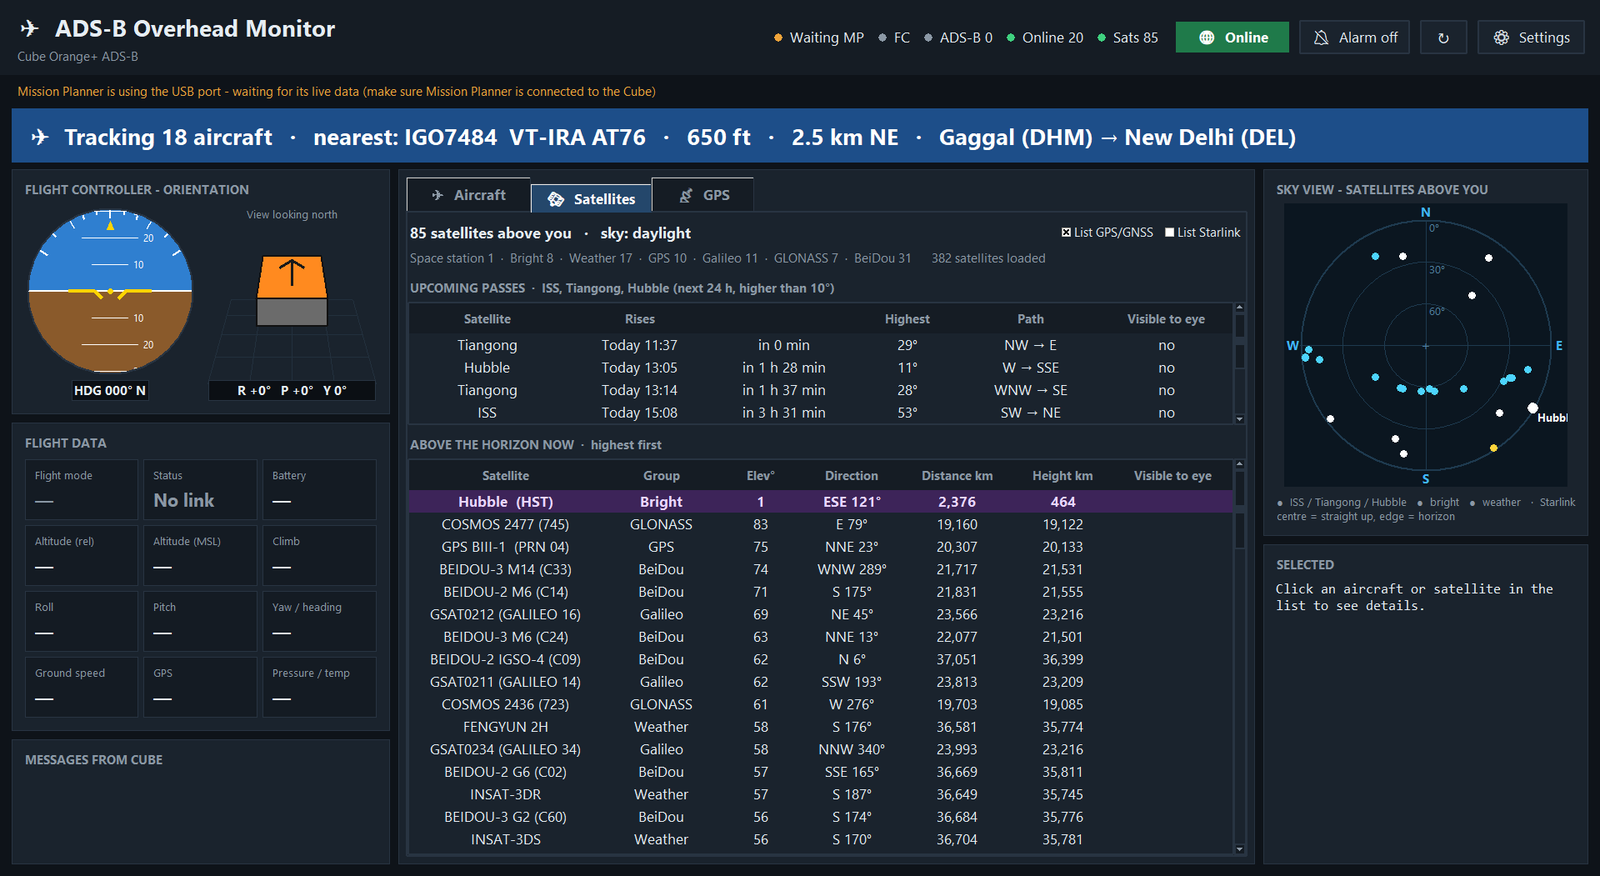 ADS-B Overhead Monitor
Cube Orange+ ADS-B
Waiting MP FC ADS-B 0 Online 20 Sats 85 Online Alarm off Settings
Mission Planner is using the USB port - waiting for its live data (make sure Mission Planner is connected to the Cube)
Tracking 18 aircraft · nearest: IGO7484 VT-IRA AT76 · 650 ft · 2.5 km NE · Gaggal (DHM) → New Delhi (DEL)
FLIGHT CONTROLLER - ORIENTATION
View looking north
20
10
10
20
HDG 000° N
R +0° P +0° Y 0°
FLIGHT DATA
Flight mode Status Battery
— No link —
Altitude (rel) Altitude (MSL) Climb
— — —
Roll Pitch Yaw / heading
— — —
Ground speed GPS Pressure / temp
— — —
MESSAGES FROM CUBE
Aircraft Satellites GPS
85 satellites above you · sky: daylight List GPS/GNSS List Starlink
Space station 1 · Bright 8 · Weather 17 · GPS 10 · Galileo 11 · GLONASS 7 · BeiDou 31 382 satellites loaded
UPCOMING PASSES · ISS, Tiangong, Hubble (next 24 h, higher than 10°)
Satellite Rises Highest Path Visible to eye
Tiangong Today 11:37 in 0 min 29° NW → E no
Hubble Today 13:05 in 1 h 28 min 11° W → SSE no
Tiangong Today 13:14 in 1 h 37 min 28° WNW → SE no
ISS Today 15:08 in 3 h 31 min 53° SW → NE no
ABOVE THE HORIZON NOW · highest first
Satellite Group Elev° Direction Distance km Height km Visible to eye
Hubble (HST) Bright 1 ESE 121° 2,376 464
COSMOS 2477 (745) GLONASS 83 E 79° 19,160 19,122
GPS BIII-1 (PRN 04) GPS 75 NNE 23° 20,307 20,133
BEIDOU-3 M14 (C33) BeiDou 74 WNW 289° 21,717 21,531
BEIDOU-2 M6 (C14) BeiDou 71 S 175° 21,831 21,555
GSAT0212 (GALILEO 16) Galileo 69 NE 45° 23,566 23,216
BEIDOU-3 M6 (C24) BeiDou 63 NNE 13° 22,077 21,501
BEIDOU-2 IGSO-4 (C09) BeiDou 62 N 6° 37,051 36,399
GSAT0211 (GALILEO 14) Galileo 62 SSW 193° 23,813 23,209
COSMOS 2436 (723) GLONASS 61 W 276° 19,703 19,085
FENGYUN 2H Weather 58 S 176° 36,581 35,774
GSAT0234 (GALILEO 34) Galileo 58 NNW 340° 23,993 23,216
BEIDOU-2 G6 (C02) BeiDou 57 SSE 165° 36,669 35,811
INSAT-3DR Weather 57 S 187° 36,649 35,745
BEIDOU-3 G2 (C60) BeiDou 56 S 174° 36,684 35,776
INSAT-3DS Weather 56 S 170° 36,704 35,781
SKY VIEW - SATELLITES ABOVE YOU
N
0°
30°
60°
W E
Hubbl
S
● ISS / Tiangong / Hubble ● bright ● weather · Starlink
centre = straight up, edge = horizon
SELECTED
Click an aircraft or satellite in the
list to see details.